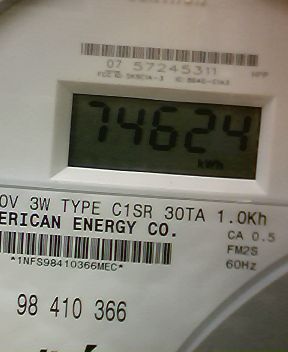 07 57245311
74624
kWh
0V 3W TYPE C1SR 30TA 1.0Kh
ERICAN ENERGY CO.
CA 0.5
FM2S
60Hz
*1NFS98410366MEC*
98 410 366